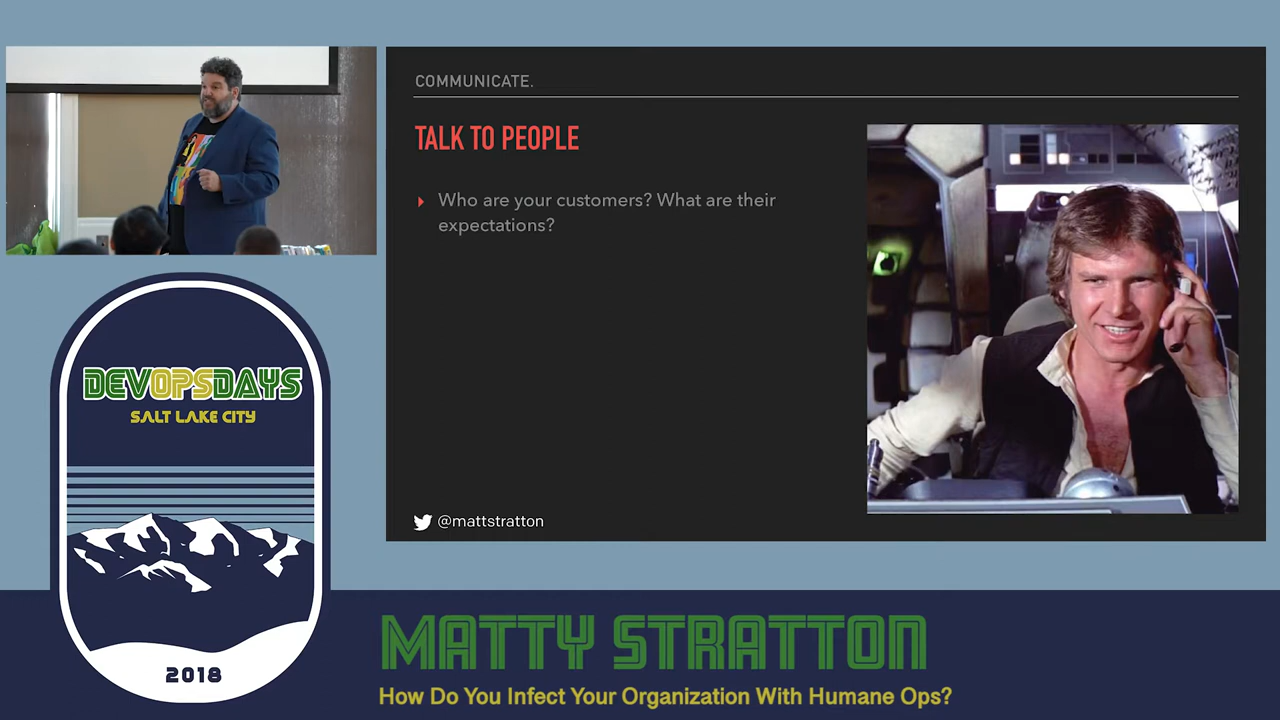 COMMUNICATE.
TALK TO PEOPLE
Who are your customers? What are their
expectations?
@mattstratton
DEVOPSDAYS
SALT LAKE CITY
2018
MATTY STRATTON
How Do You Infect Your Organization With Humane Ops?